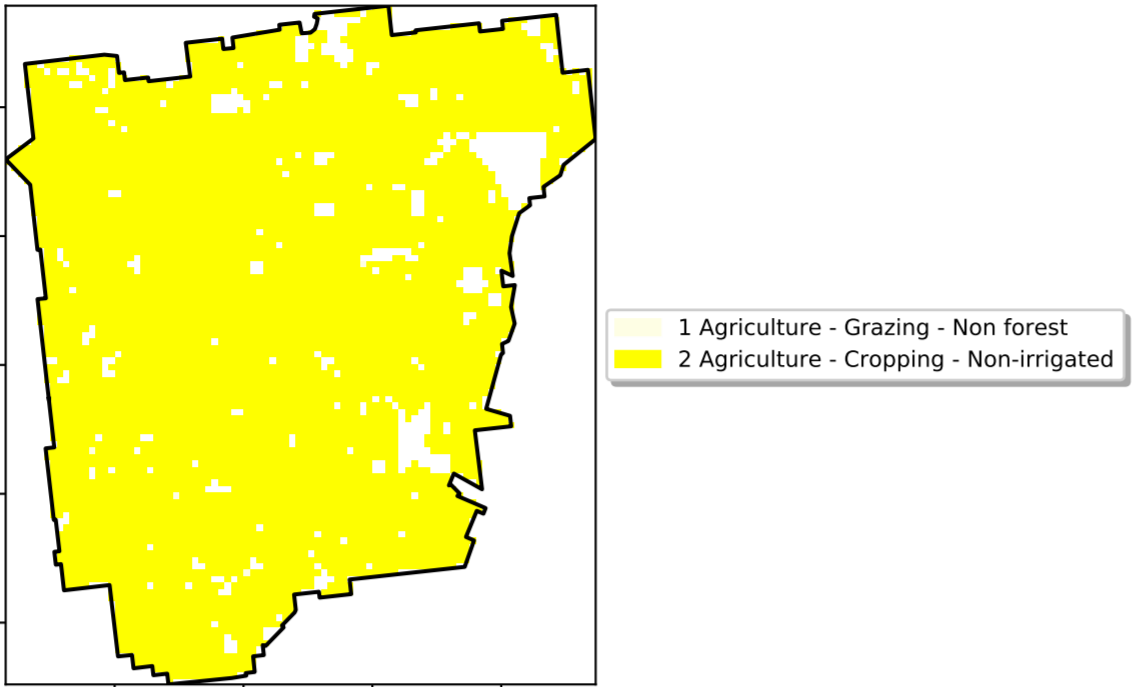 1 Agriculture - Grazing - Non forest
2 Agriculture - Cropping - Non-irrigated